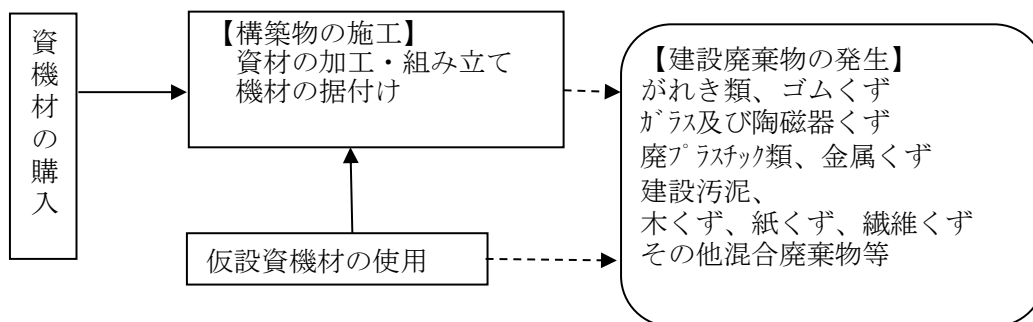 資機材の購入
【構築物の施工】
資材の加工・組み立て
機材の据付け
仮設資機材の使用
【建設廃棄物の発生】
がれき類、ゴムくず
ｶﾞﾗｽ及び陶磁器くず
廃ﾌﾟﾗｽﾁｯｸ類、金属くず
建設汚泥、
木くず、紙くず、繊維くず
その他混合廃棄物等